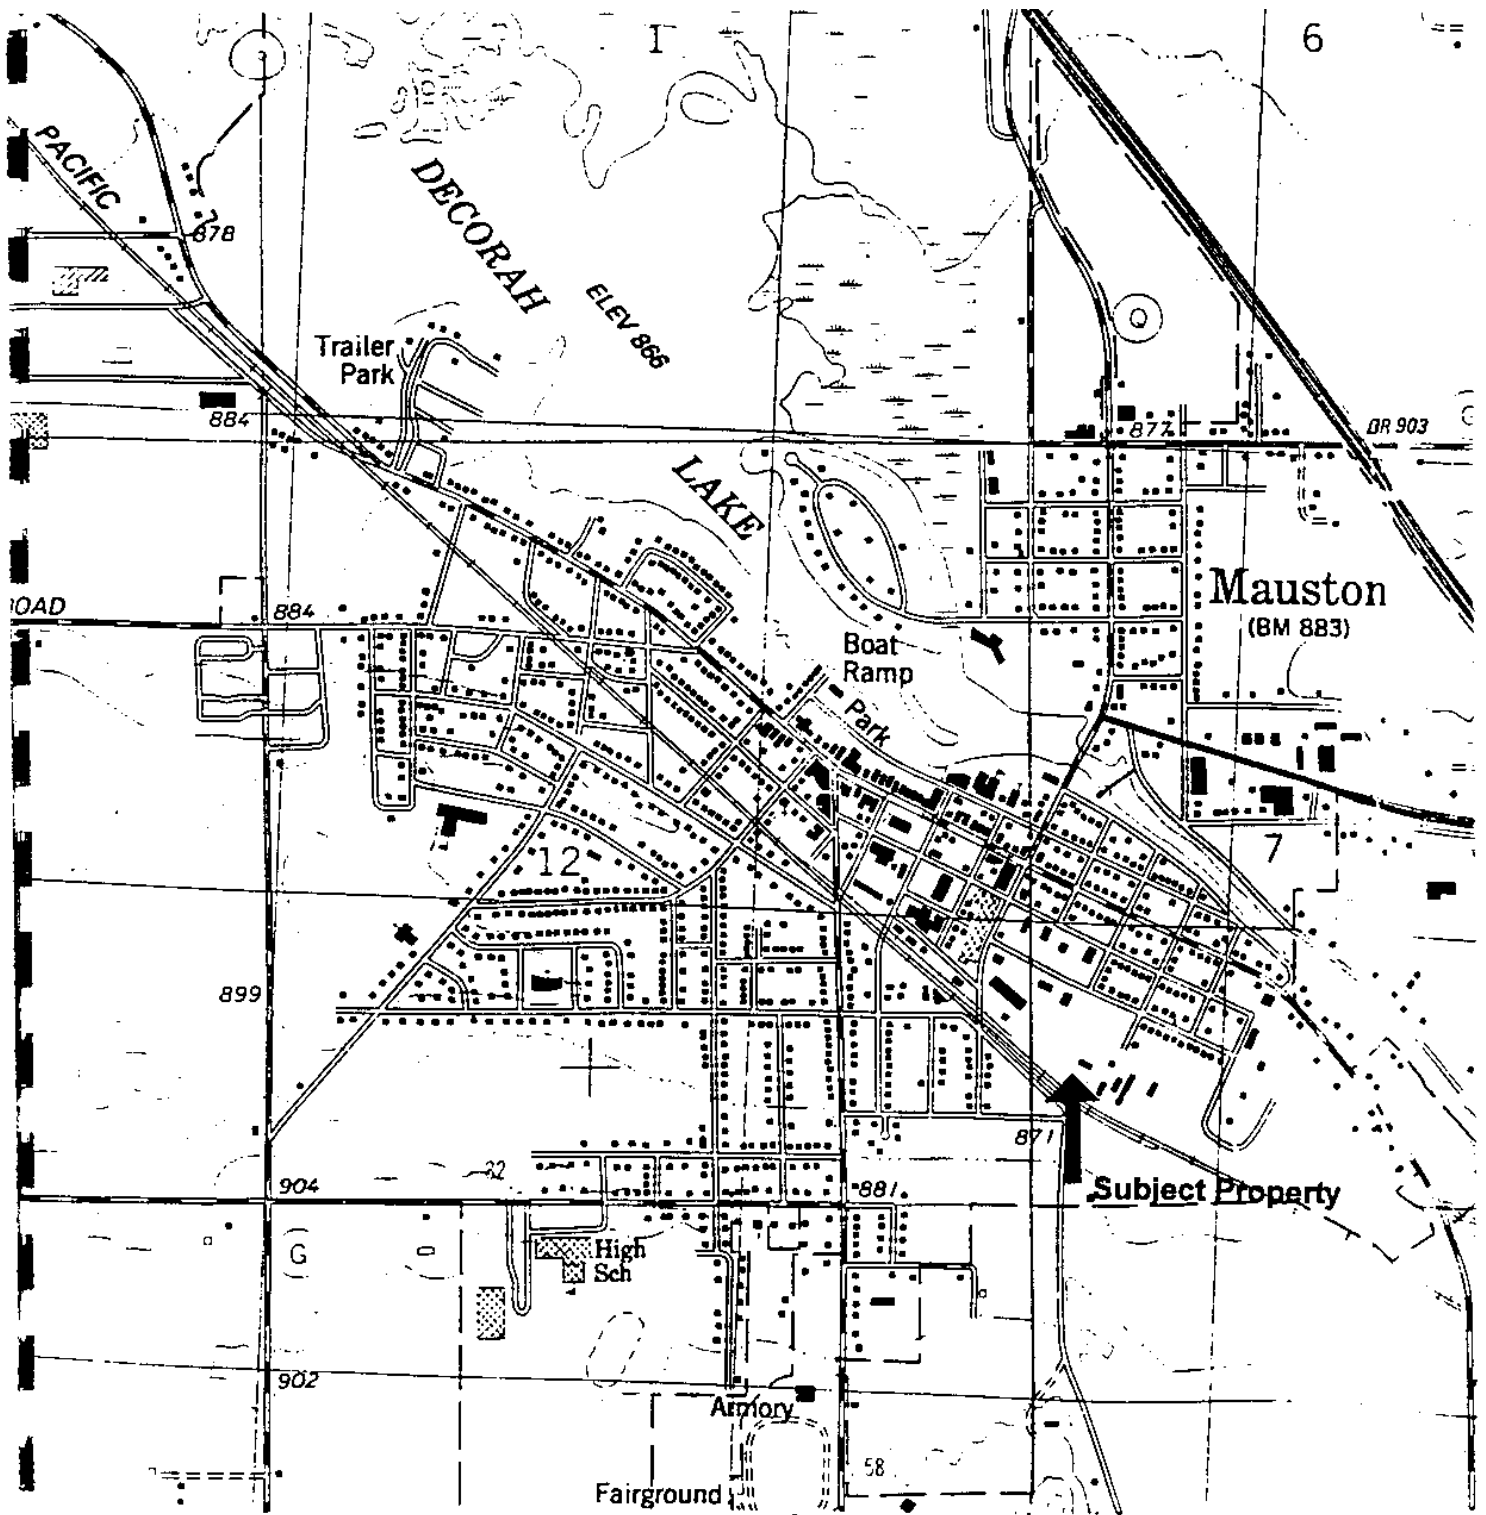 I
6
PACIFIC
878
DECORAH
ELEV 866
Trailer
Park
884
877
BR 903
LAKE
Mauston
(BM 883)
OAD
884
Boat
Ramp
Park
12
7
899
871
Subject Property
904
881
High
Sch
902
Armory
58
Fairground